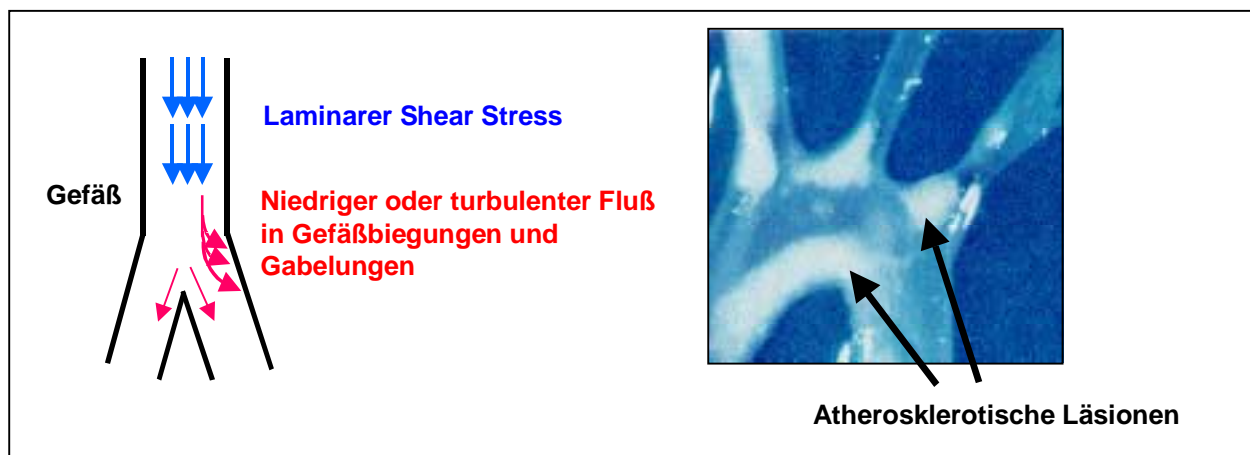 Laminarer Shear Stress
Gefäß
Niedriger oder turbulenter Fluß
in Gefäßbiegungen und
Gabelungen
Atherosklerotische Läsionen